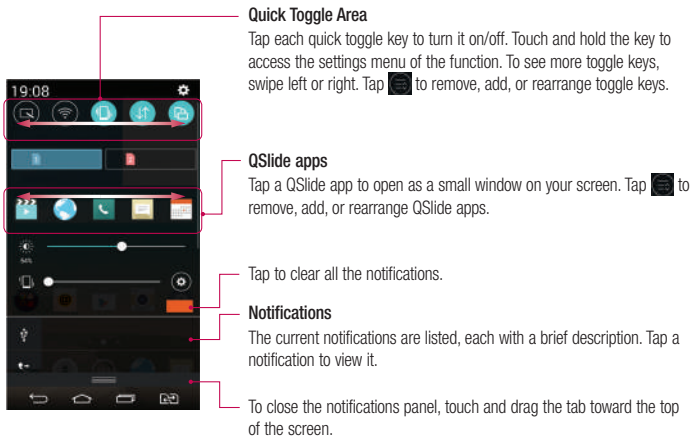 Quick Toggle Area
Tap each quick toggle key to turn it on/off. Touch and hold the key to
access the settings menu of the function. To see more toggle keys,
swipe left or right. Tap to remove, add, or rearrange toggle keys.
19:08
QSlide apps
Tap a QSlide app to open as a small window on your screen. Tap to
remove, add, or rearrange QSlide apps.
54%
Tap to clear all the notifications.
Notifications
The current notifications are listed, each with a brief description. Tap a
notification to view it.
To close the notifications panel, touch and drag the tab toward the top
of the screen.